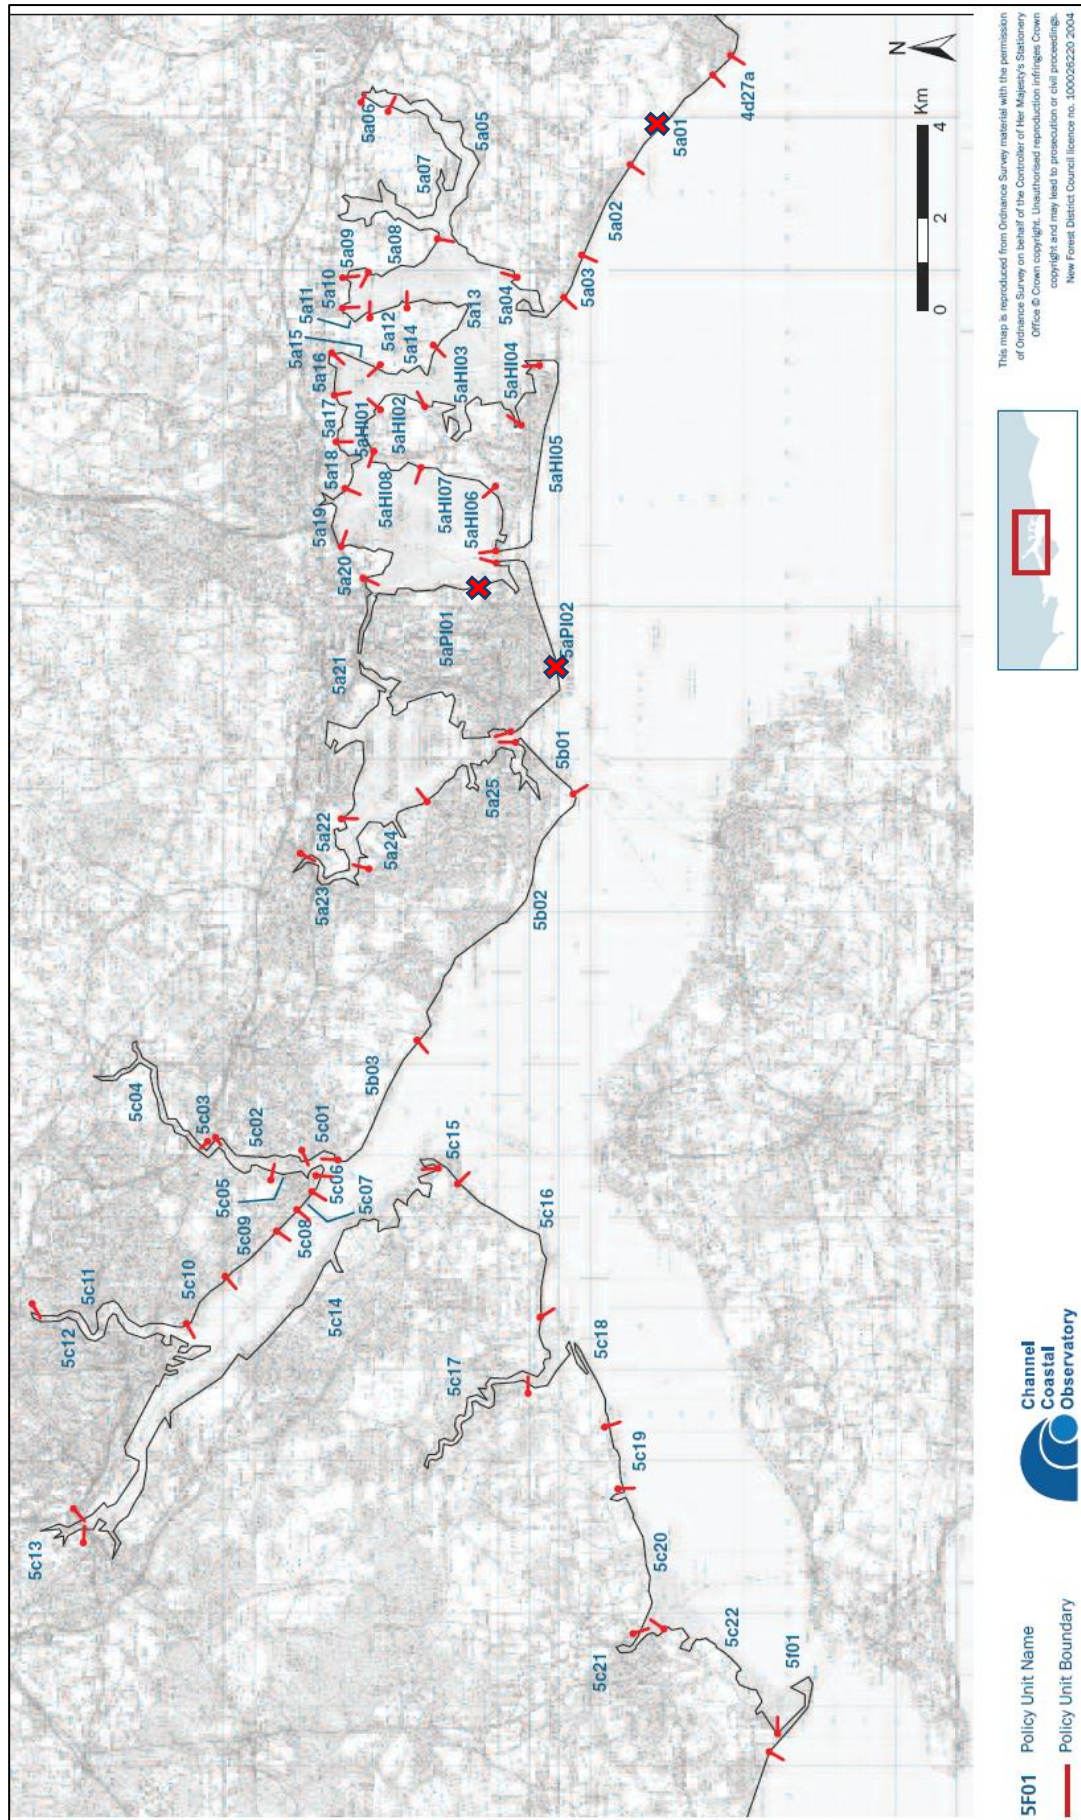 5c13
5c12
5c11
5c10
5c09
5c05
5c08
5c07
5c06
5c01
5c02
5c03
5c04
5c14
5c15
5c16
5c17
5c18
5c19
5c20
5c21
5c22
5f01
5b03
5b02
5b01
5a25
5a24
5a23
5a22
5a21
5aPI01
5aPI02
5a20
5a19
5a18
5a17
5a16
5a15
5a11
5a10
5a09
5a08
5a07
5a06
5a05
5a12
5a14
5a13
5a04
5aHI01
5aHI02
5aHI03
5aHI04
5aHI05
5aHI06
5aHI07
5aHI08
5a03
5a02
5a01
4d27a
N
0 2 4
Km
5F01 Policy Unit Name
Policy Unit Boundary
Channel
Coastal
Observatory
This map is reproduced from Ordnance Survey material with the permission
of Ordnance Survey on behalf of the Controller of Her Majesty's Stationery
Office © Crown copyright. Unauthorised reproduction infringes Crown
copyright and may lead to prosecution or civil proceedings.
New Forest District Council licence no. 100026220 2004